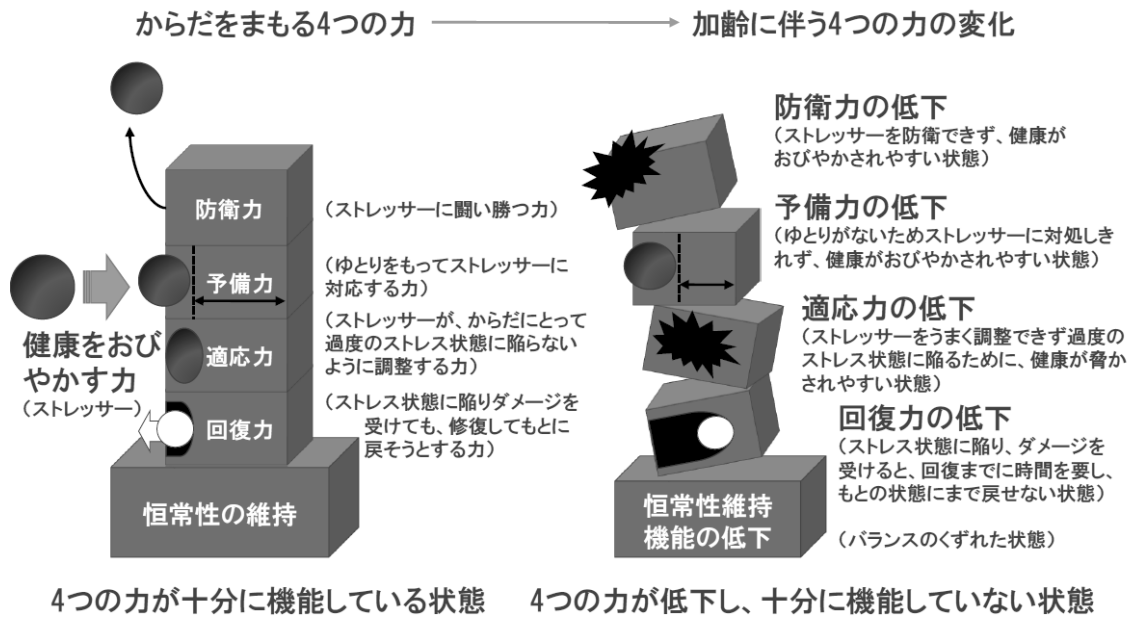 からだをまもる4つの力
加齢に伴う4つの力の変化
防衛力
（ストレッサーに闘い勝つ力）
予備力
（ゆとりをもってストレッサーに
対応する力）
適応力
（ストレッサーが、からだにとって
過度のストレス状態に陥らない
ように調整する力）
回復力
（ストレス状態に陥りダメージを
受けても、修復してもとに
戻そうとする力）
健康をおび
やかす力
（ストレッサー）
恒常性の維持
4つの力が十分に機能している状態
防衛力の低下
（ストレッサーを防衛できず、健康が
おびやかされやすい状態）
予備力の低下
（ゆとりがないためストレッサーに対処しき
れず、健康がおびやかされやすい状態）
適応力の低下
（ストレッサーをうまく調整できず過度の
ストレス状態に陥るために、健康が脅か
されやすい状態）
回復力の低下
（ストレス状態に陥り、ダメージを
受けると、回復までに時間を要し、
もとの状態にまで戻せない状態）
恒常性維持
機能の低下
（バランスのくずれた状態）
4つの力が低下し、十分に機能していない状態